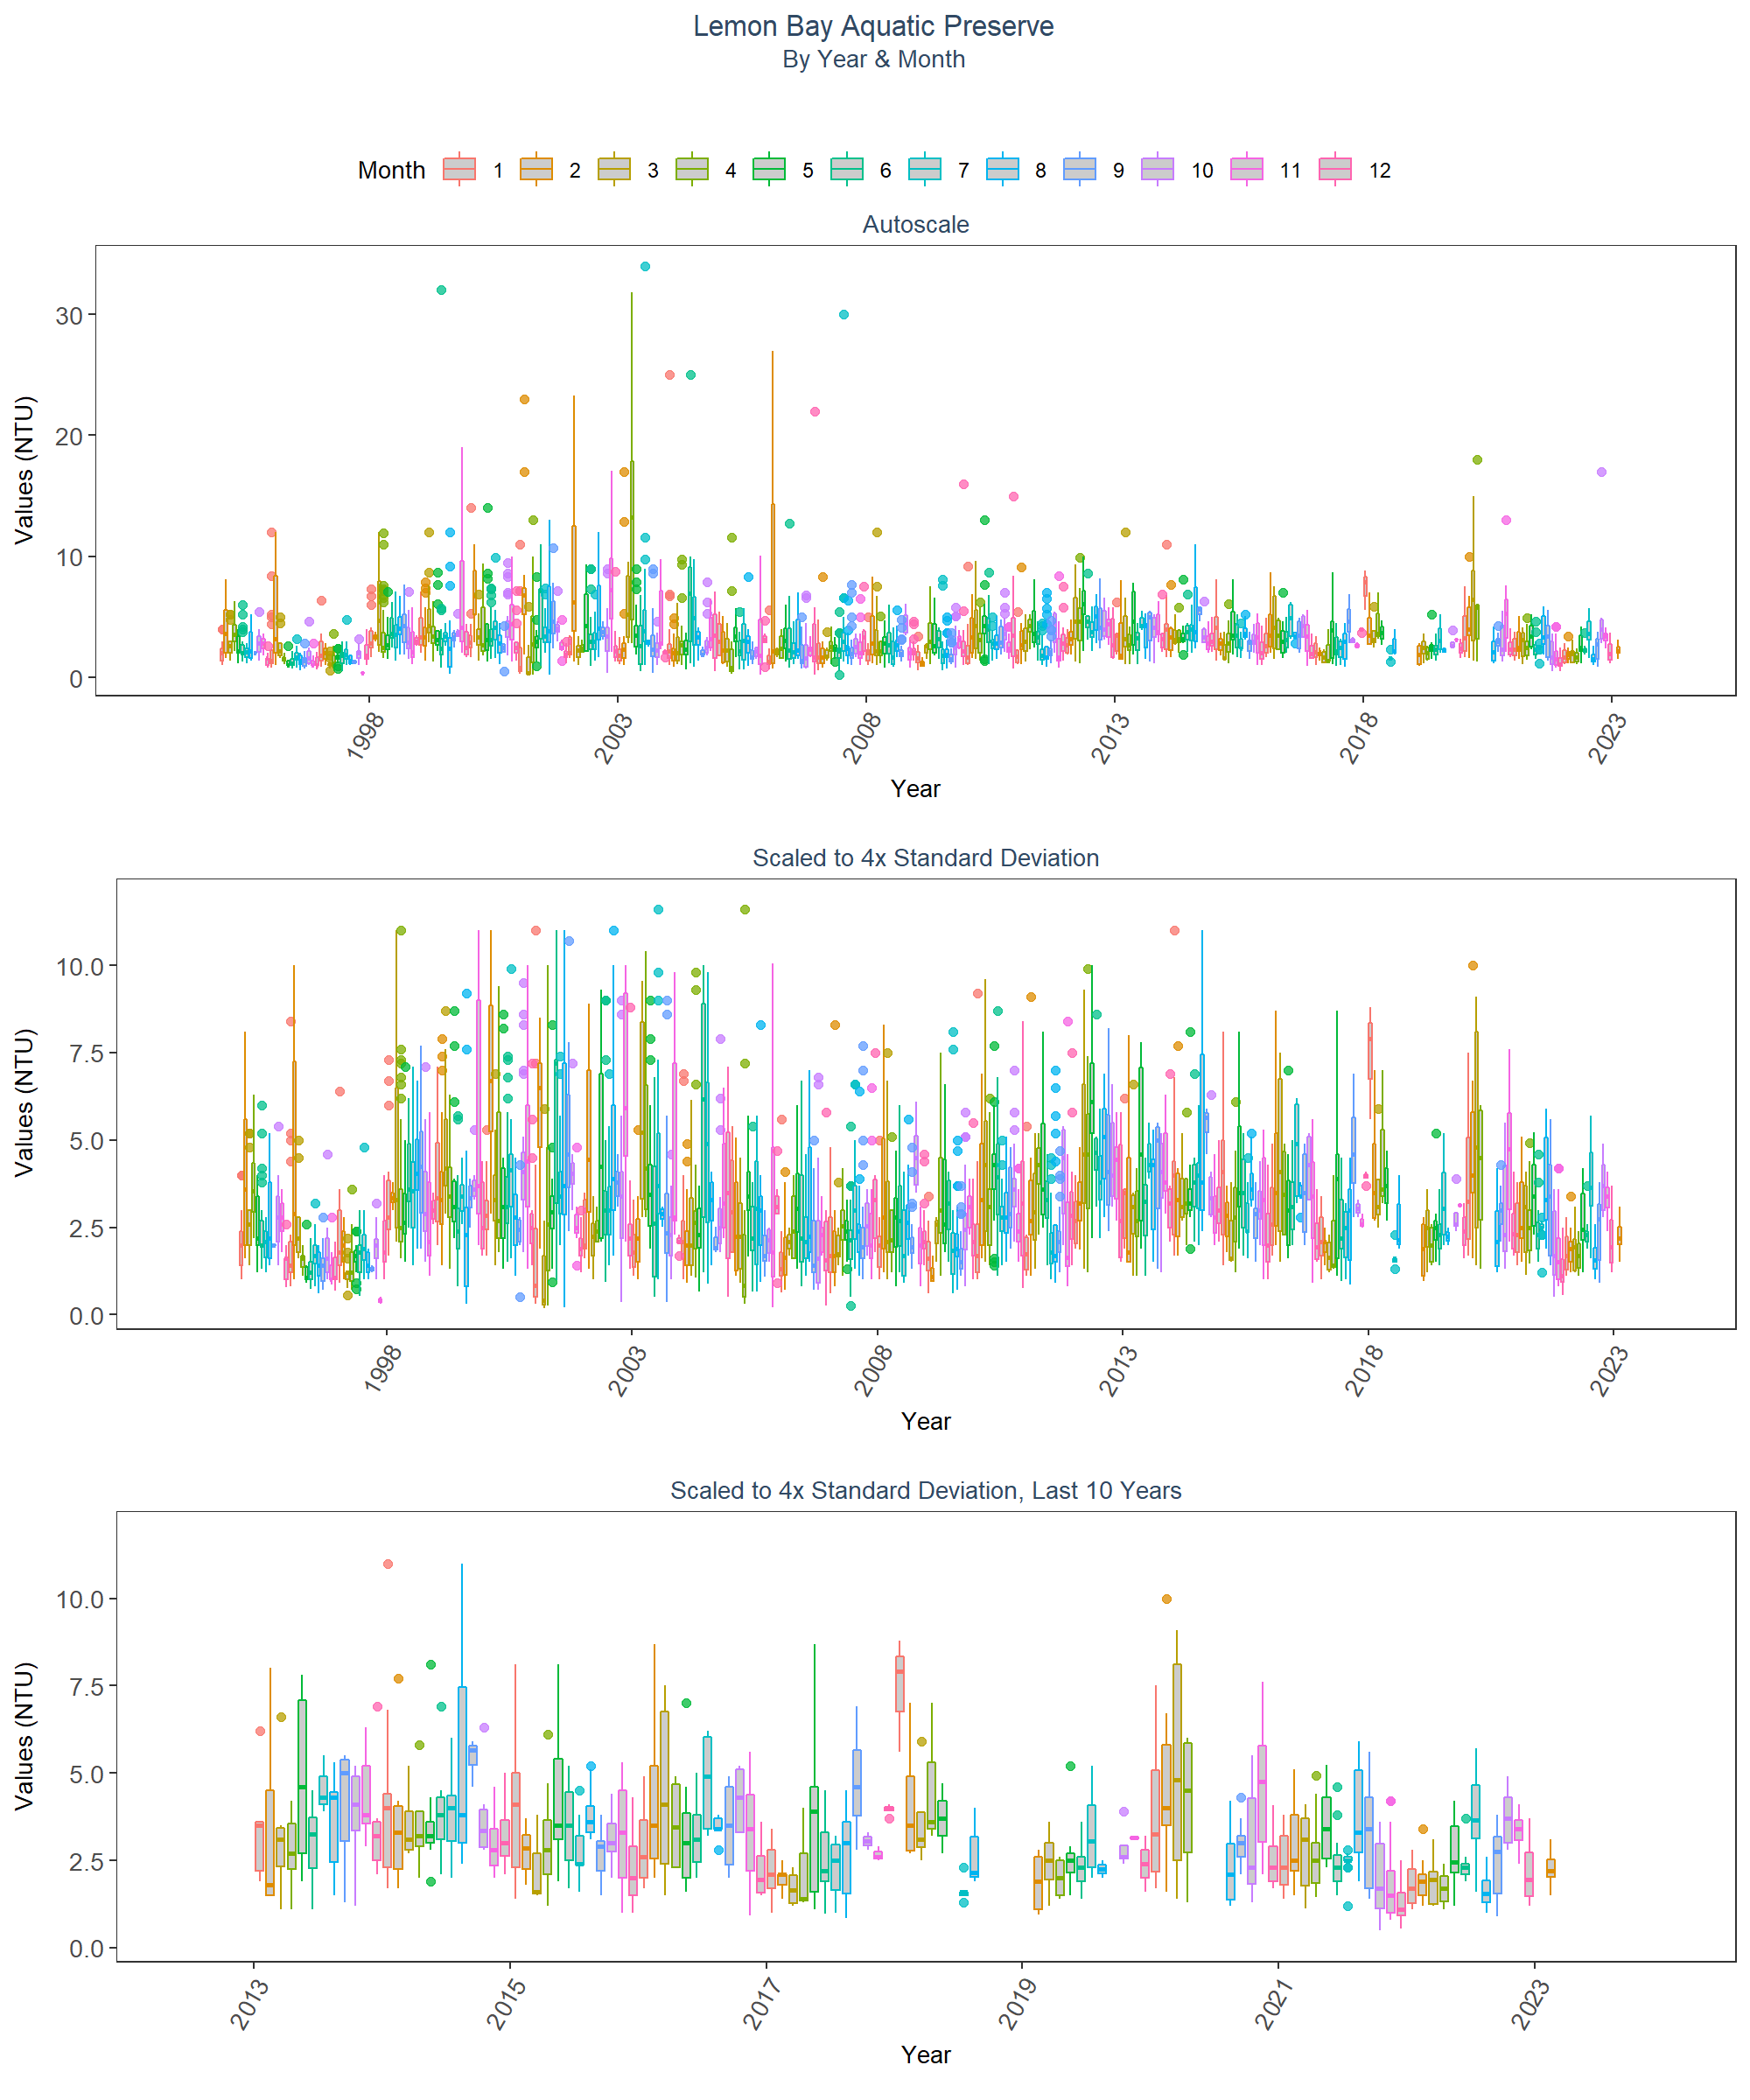 Lemon Bay Aquatic Preserve
By Year & Month
Month 1 2 3 4 5 6 7 8 9 10 11 12
Autoscale
Values (NTU)
30
20
10
0
1998 2003 2008 2013 2018 2023
Year
Scaled to 4x Standard Deviation
Values (NTU)
10.0
7.5
5.0
2.5
0.0
1998 2003 2008 2013 2018 2023
Year
Scaled to 4x Standard Deviation, Last 10 Years
Values (NTU)
10.0
7.5
5.0
2.5
0.0
2013 2015 2017 2019 2021 2023
Year